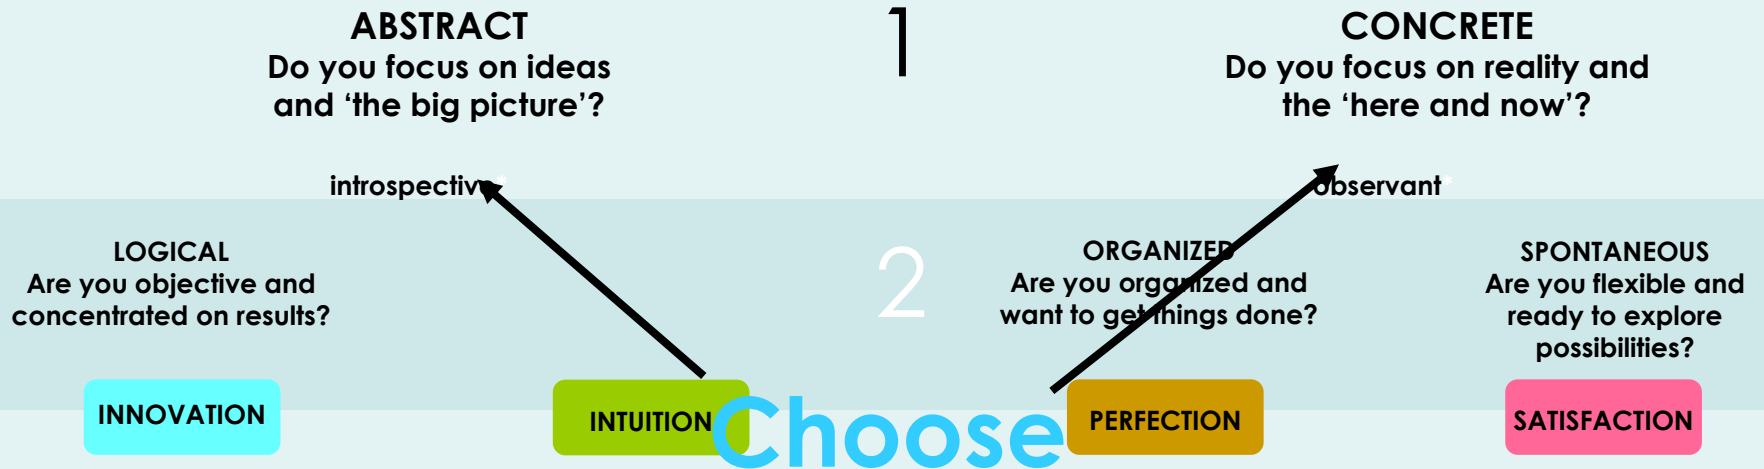 ABSTRACT
Do you focus on ideas
and ‘the big picture’?
introspective*
1
CONCRETE
Do you focus on reality and
the ‘here and now’?
observant*
LOGICAL
Are you objective and
concentrated on results?
2
ORGANIZED
Are you organized and
want to get things done?
SPONTANEOUS
Are you flexible and
ready to explore
possibilities?
INNOVATION
INTUITION
Choose
PERFECTION
SATISFACTION